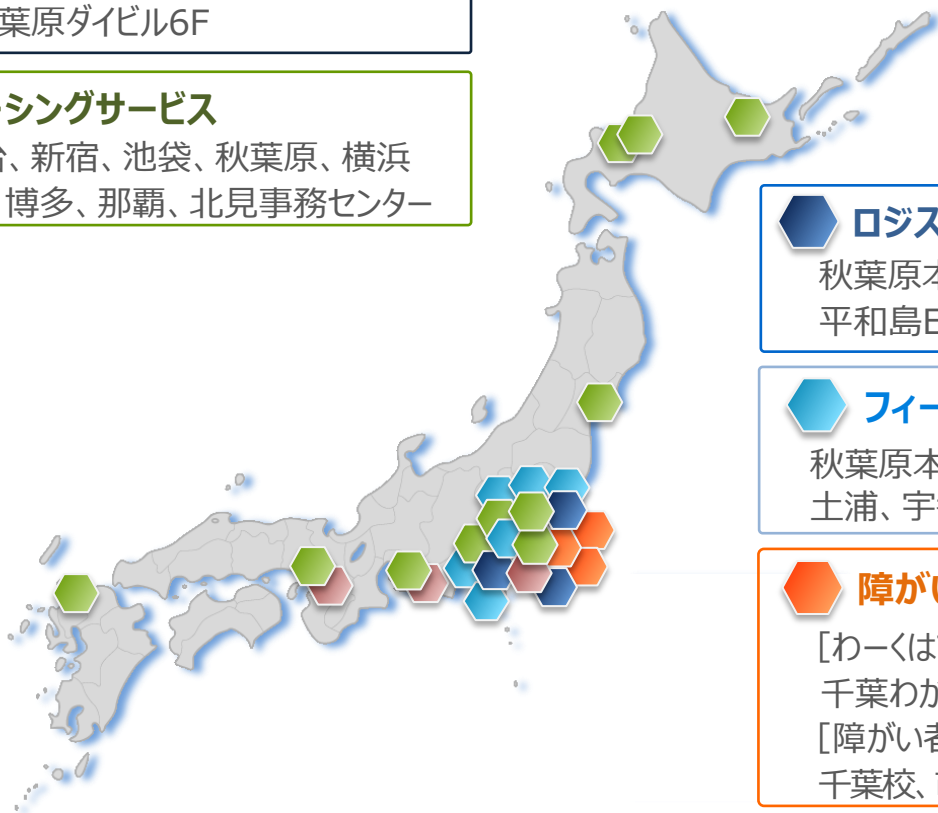 葉原ダイビル6F
シングサービス
、新宿、池袋、秋葉原、横浜
博多、那覇、北見事務センター
ロジス
秋葉原本
平和島
フィー
秋葉原本
土浦、宇
障がい
[わーくは
千葉わか
[障がい者
千葉校、